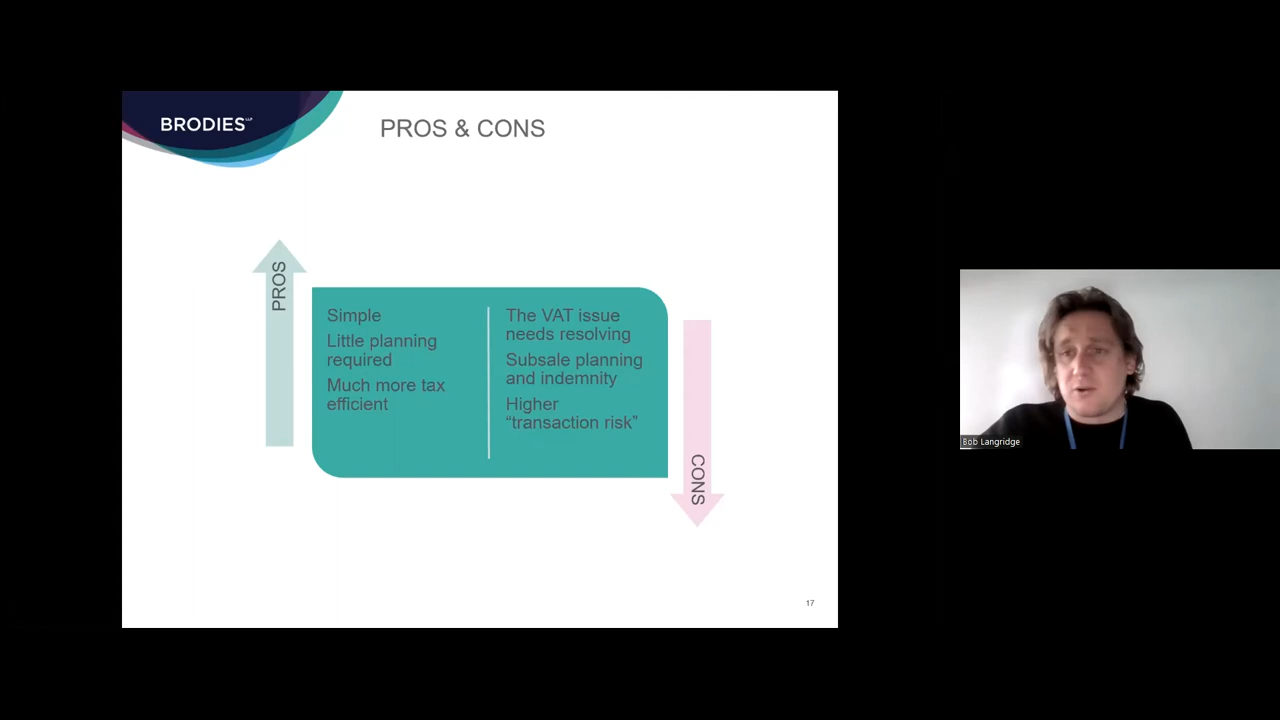 BRODIES LLP
PROS & CONS
PROS
Simple
Little planning
required
Much more tax
efficient
The VAT issue
needs resolving
Subsale planning
and indemnity
Higher
“transaction risk”
CONS
17
Bob Langridge